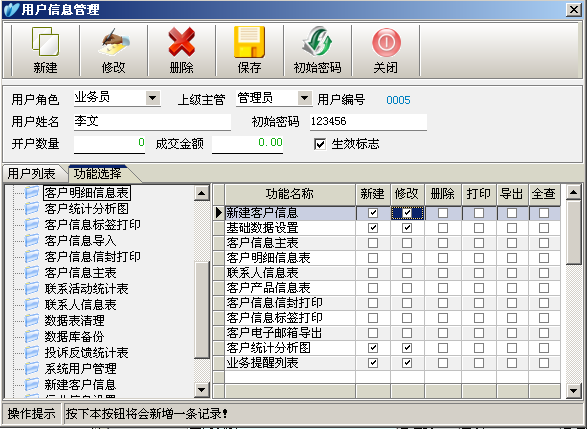 用户信息管理
新建 修改 删除 保存 初始密码 关闭
用户角色 业务员 上级主管 管理员 用户编号 0005
用户姓名 李文 初始密码 123456
开户数量 0 成交金额 0.00 生效标志
用户列表 功能选择
客户明细信息表
客户统计分析图
客户信息标签打印
客户信息导入
客户信息信封打印
客户信息主表
联系活动统计表
联系人信息表
数据表清理
数据库备份
投诉反馈统计表
系统用户管理
新建客户信息
功能名称 新建 修改 删除 打印 导出 全查
新建客户信息
基础数据设置
客户信息主表
客户明细信息表
联系人信息表
客户产品信息表
客户信息信封打印
客户信息标签打印
客户电子邮箱导出
客户统计分析图
业务提醒列表
操作提示 按下本按钮将会新增一条记录!